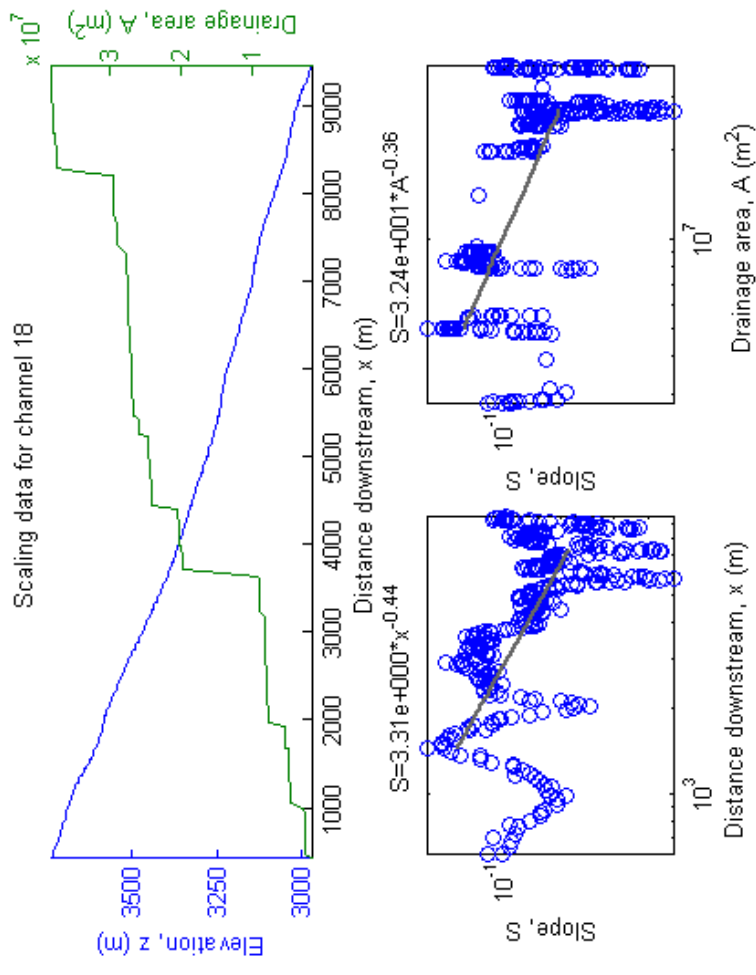 Scaling data for channel 18
x 10^7
Elevation, z (m)
3500
3250
3000
Drainage area, A (m^2)
3
2
1
1000 2000 3000 4000 5000 6000 7000 8000 9000
Distance downstream, x (m)
S=3.31e+000*x^-0.44
Slope, S
10^-1
10^3
Distance downstream, x (m)
S=3.24e+001*A^-0.36
Slope, S
10^-1
10^7
Drainage area, A (m^2)